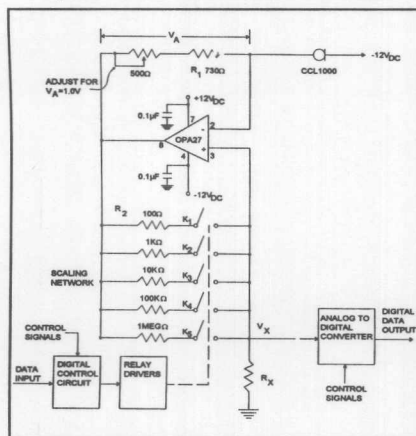 VA
500Ω
R1 730Ω
CCL1000
-12VDC
ADJUST FOR
VA=1.0V
+12VDC
0.1µF
7
2
-
OPA27
6
+
4
3
0.1µF
-12VDC
R2
100Ω
K1
1KΩ
K2
SCALING
NETWORK
10KΩ
K3
100KΩ
K4
1MEGΩ
K5
VX
CONTROL
SIGNALS
DATA
INPUT
DIGITAL
CONTROL
CIRCUIT
RELAY
DRIVERS
RX
ANALOG TO
DIGITAL
CONVERTER
DIGITAL
DATA
OUTPUT
CONTROL
SIGNALS